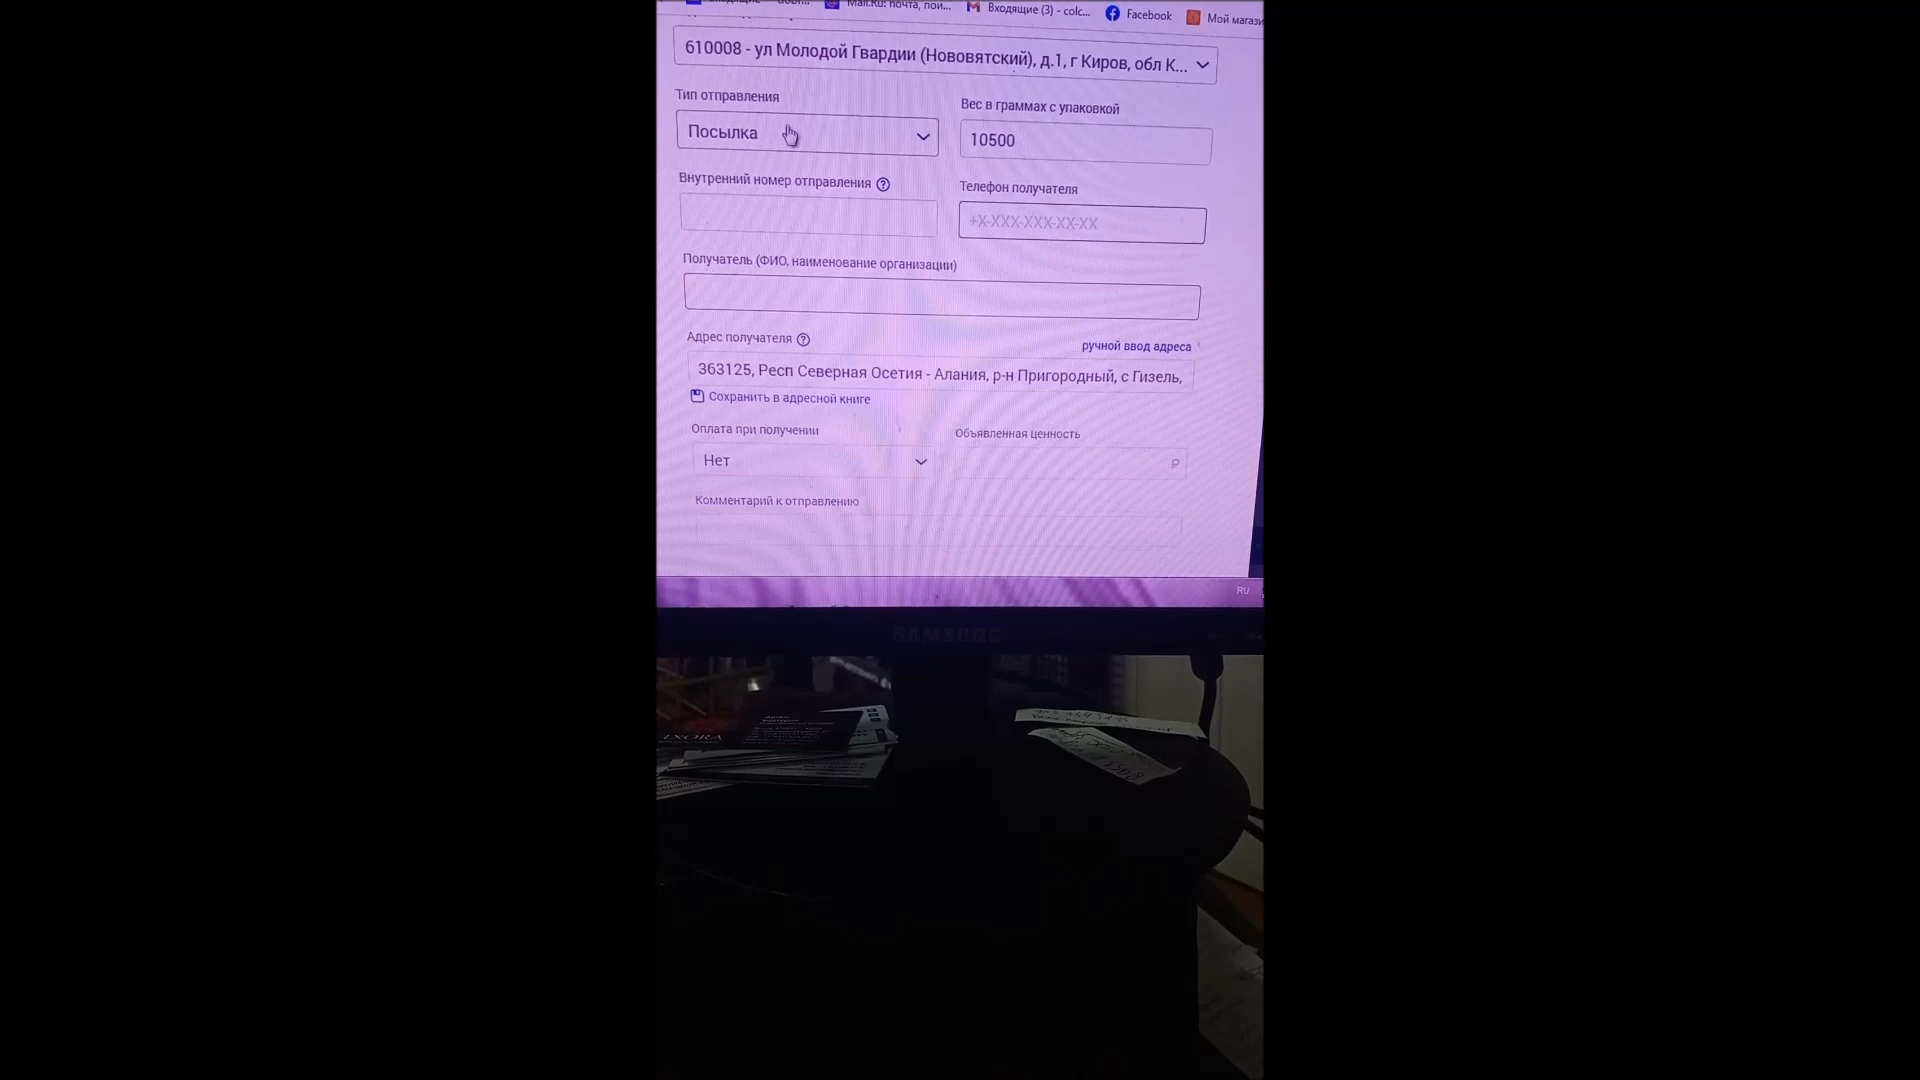 Mail.Ru: почта, пои...
Входящие (3) - colc...
Facebook
Мой магази
610008 - ул Молодой Гвардии (Нововятский), д.1, г Киров, обл К...
Тип отправления
Вес в граммах с упаковкой
Посылка
10500
Внутренний номер отправления
Телефон получателя
+X-XXX-XXX-XX-XX
Получатель (ФИО, наименование организации)
Адрес получателя
ручной ввод адреса
363125, Респ Северная Осетия - Алания, р-н Пригородный, с Гизель,
Сохранить в адресной книге
Оплата при получении
Объявленная ценность
Нет
₽
Комментарий к отправлению
RU
SAMSUNG
IXORA